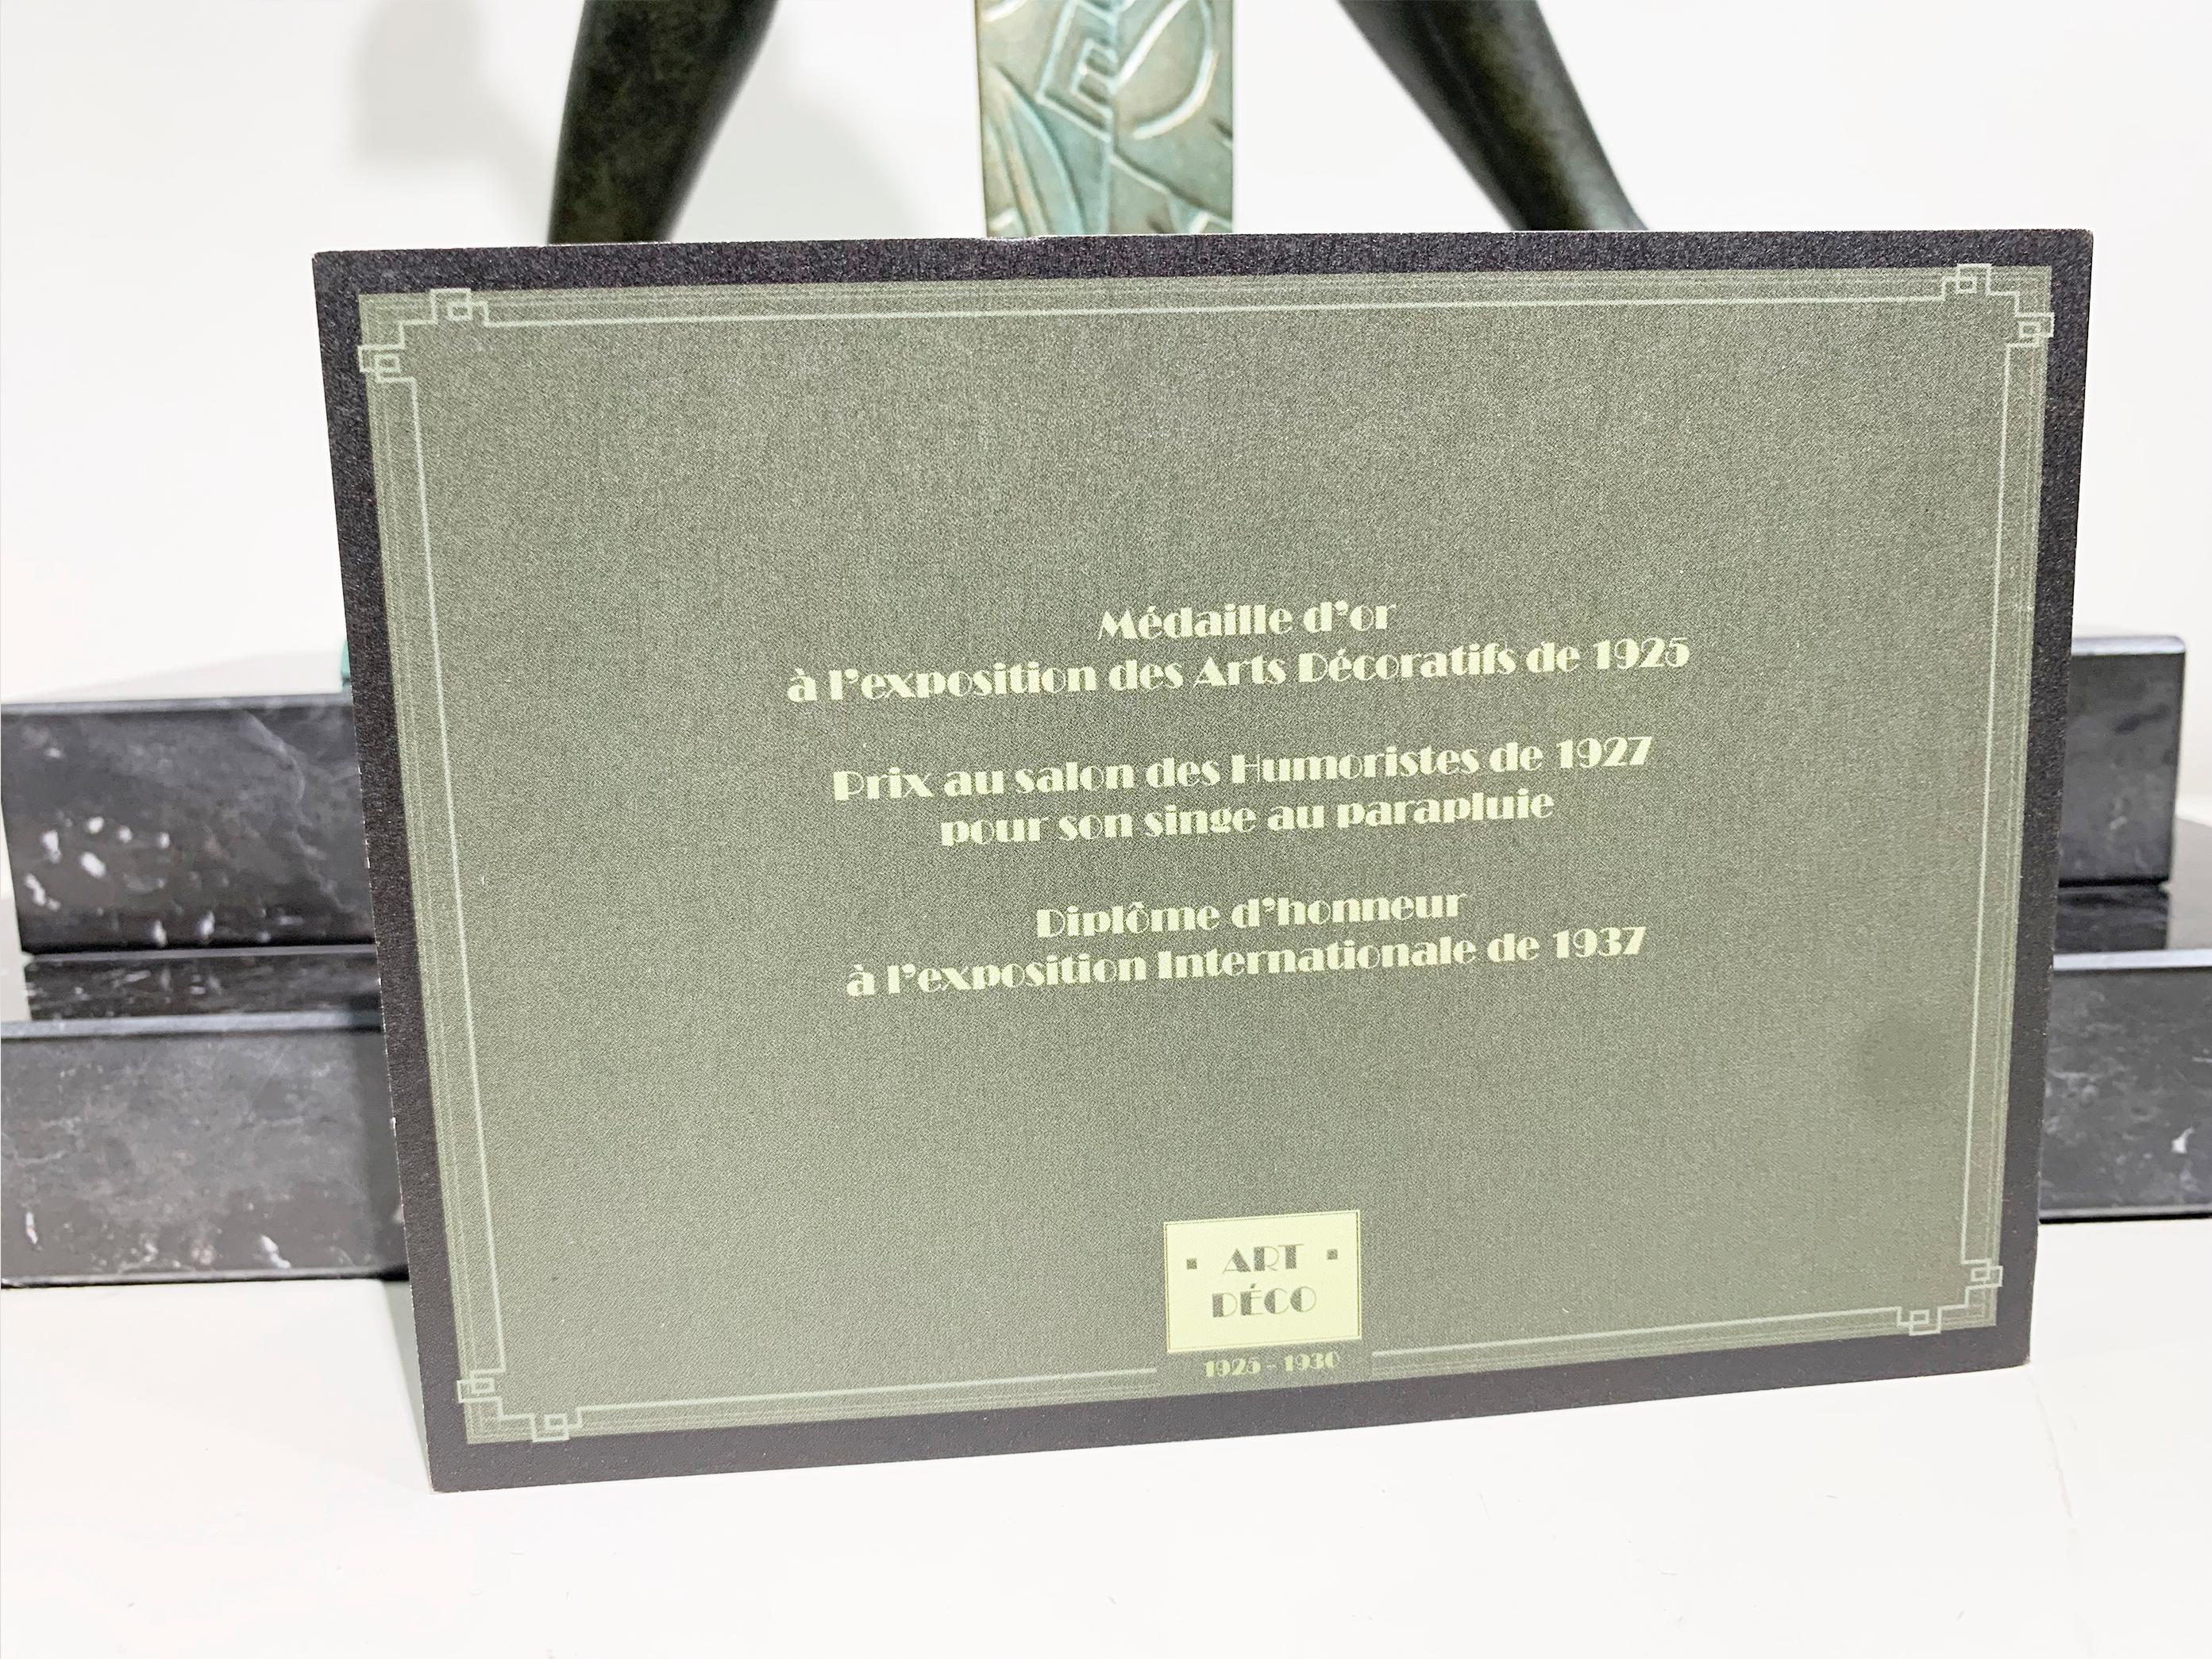 Médaille d'or
à l'exposition des Arts Décoratifs de 1925
Prix au salon des Humoristes de 1927
pour son singe au parapluie
Diplôme d'honneur
à l'exposition Internationale de 1937
▪ ART ▪
DÉCO
1925 - 1930